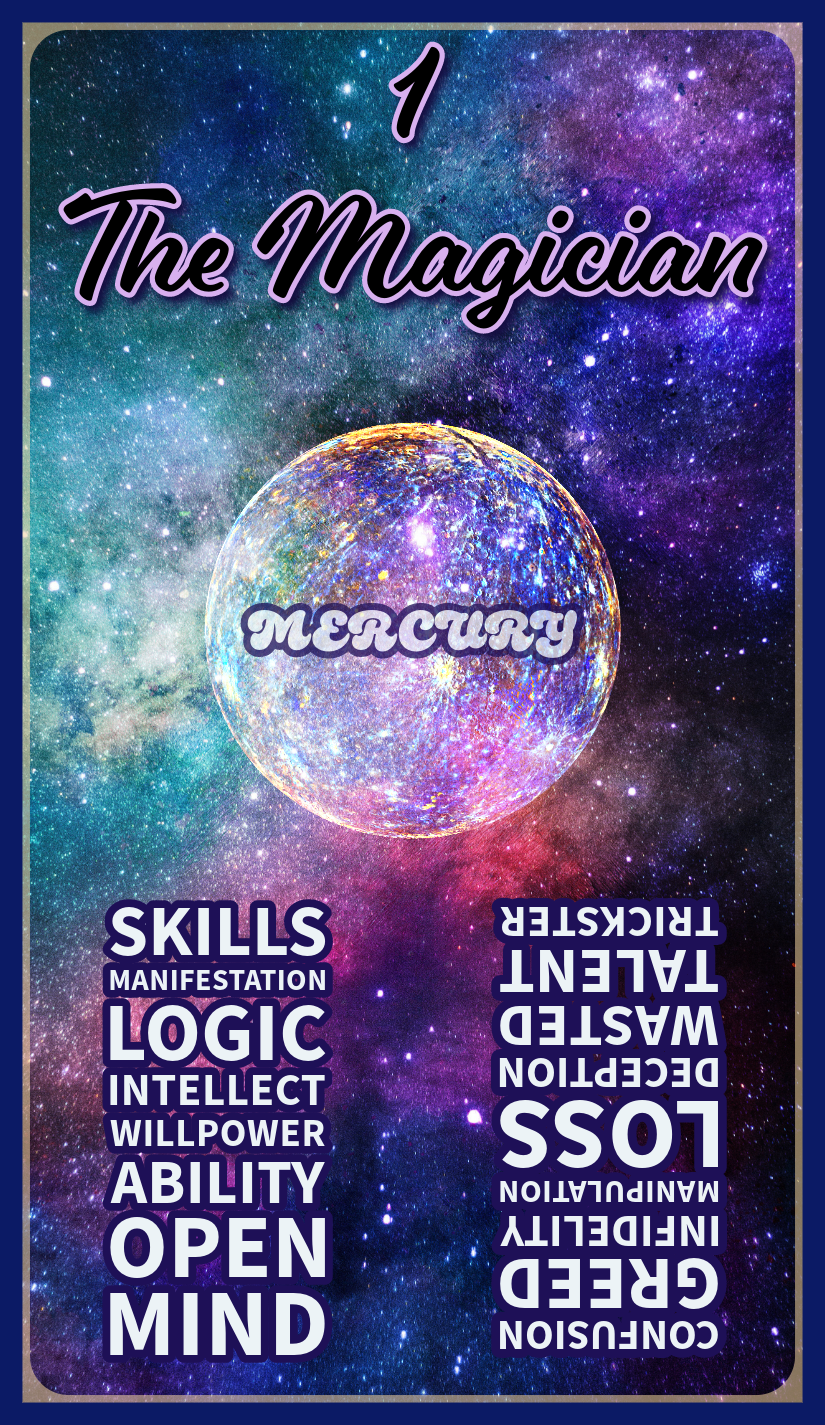 1
The Magician
MERCURY
SKILLS
MANIFESTATION
LOGIC
INTELLECT
WILLPOWER
ABILITY
OPEN
MIND
CONFUSION
GREED
INFIDELITY
MANIPULATION
LOSS
DECEPTION
WASTED
TALENT
TRICKSTER